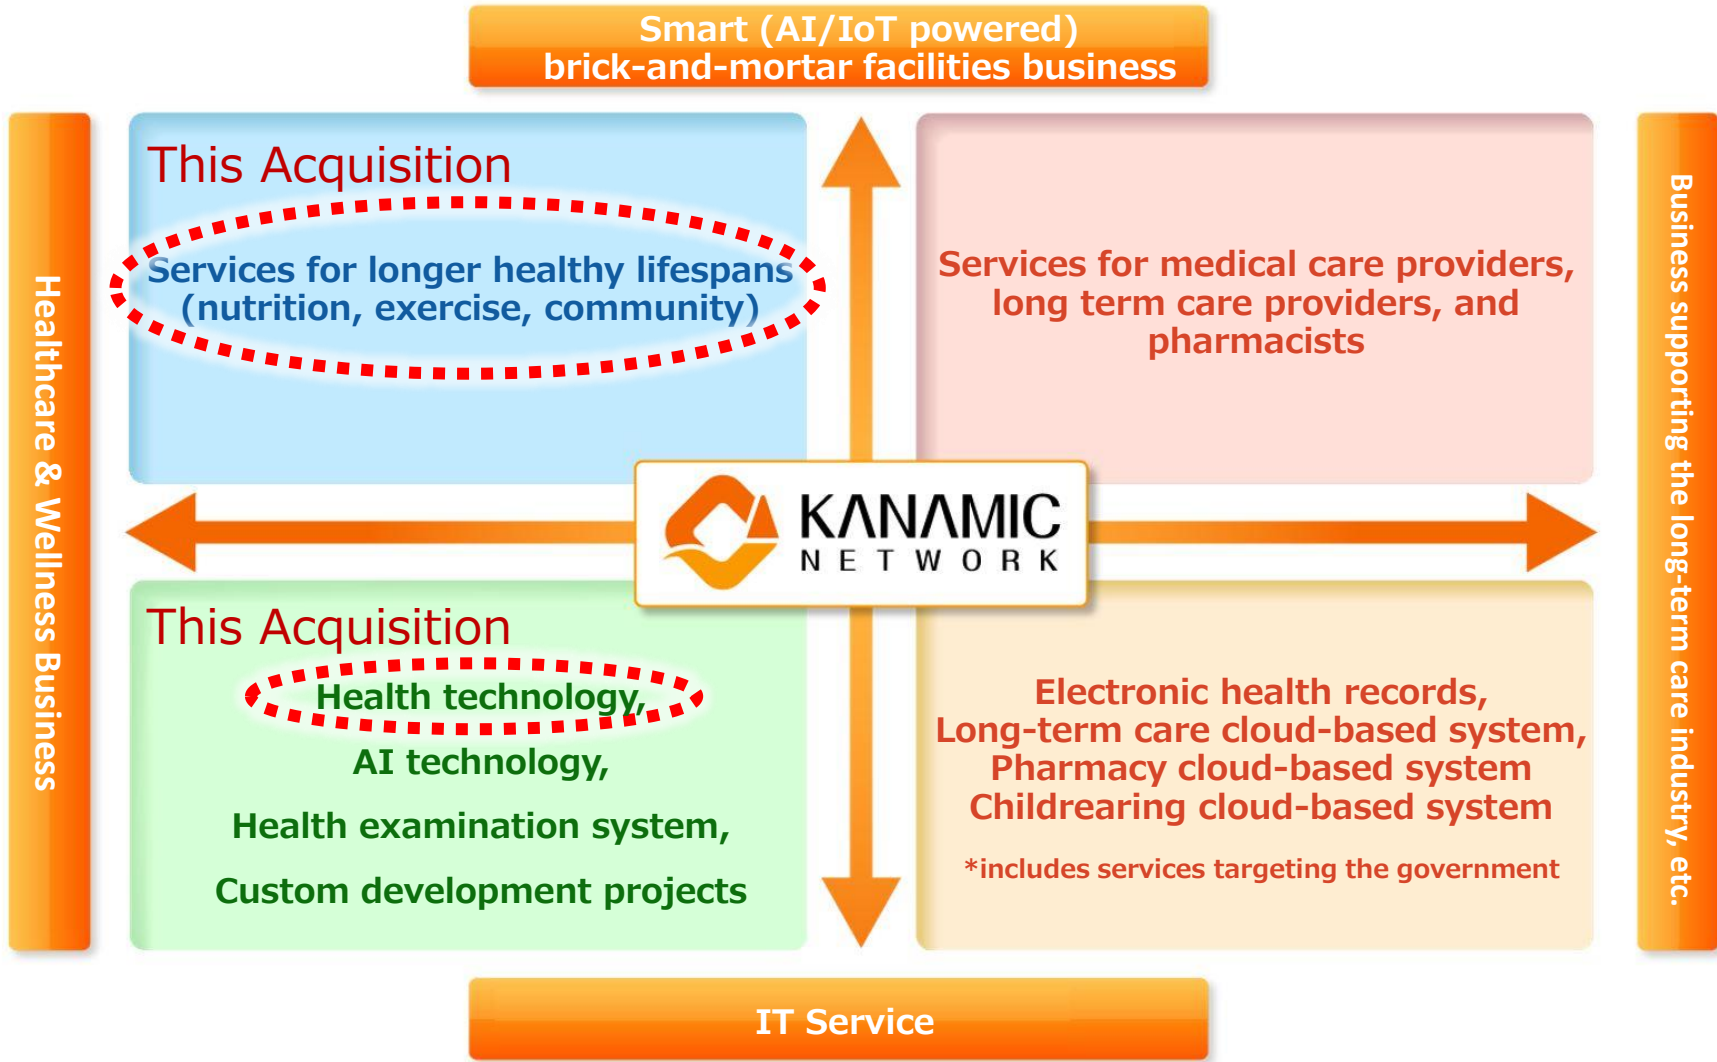 Smart (AI/IoT powered)
brick-and-mortar facilities business
Healthcare & Wellness Business
This Acquisition
Services for longer healthy lifespans
(nutrition, exercise, community)
Services for medical care providers,
long term care providers, and
pharmacists
Business supporting the long-term care industry, etc.
KANAMIC
NETWORK
This Acquisition
Health technology,
AI technology,
Health examination system,
Custom development projects
Electronic health records,
Long-term care cloud-based system,
Pharmacy cloud-based system
Childrearing cloud-based system
*includes services targeting the government
IT Service